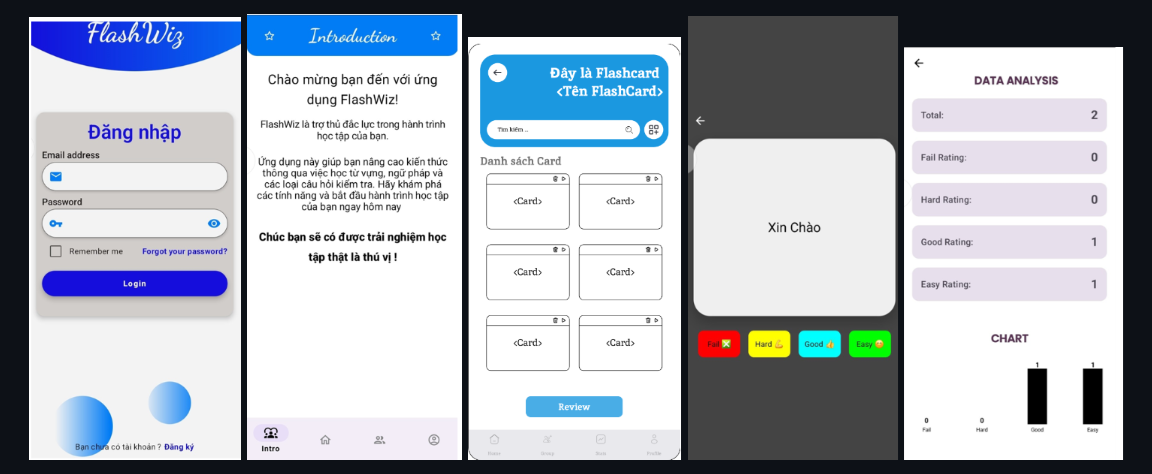 FlashWiz
Đăng nhập
Email address
Password
Remember me
Forgot your password?
Login
Bạn chưa có tài khoản ? Đăng ký
Introduction
Chào mừng bạn đến với ứng
dụng FlashWiz!
FlashWiz là trợ thủ đắc lực trong hành trình
học tập của bạn.
Ứng dụng này giúp bạn nâng cao kiến thức
thông qua việc học từ vựng, ngữ pháp và
các loại câu hỏi kiểm tra. Hãy khám phá
các tính năng và bắt đầu hành trình học tập
của bạn ngay hôm nay
Chúc bạn sẽ có được trải nghiệm học
tập thật là thú vị !
Intro
Đây là Flashcard
<Tên FlashCard>
Tìm kiếm ..
Danh sách Card
<Card>
<Card>
<Card>
<Card>
<Card>
<Card>
Review
Profile
Xin Chào
Fail ❎
Hard 💪
Good 👍
Easy 😄
DATA ANALYSIS
Total: 2
Fail Rating: 0
Hard Rating: 0
Good Rating: 1
Easy Rating: 1
CHART
0 0 1 1
Fail Hard Good Easy